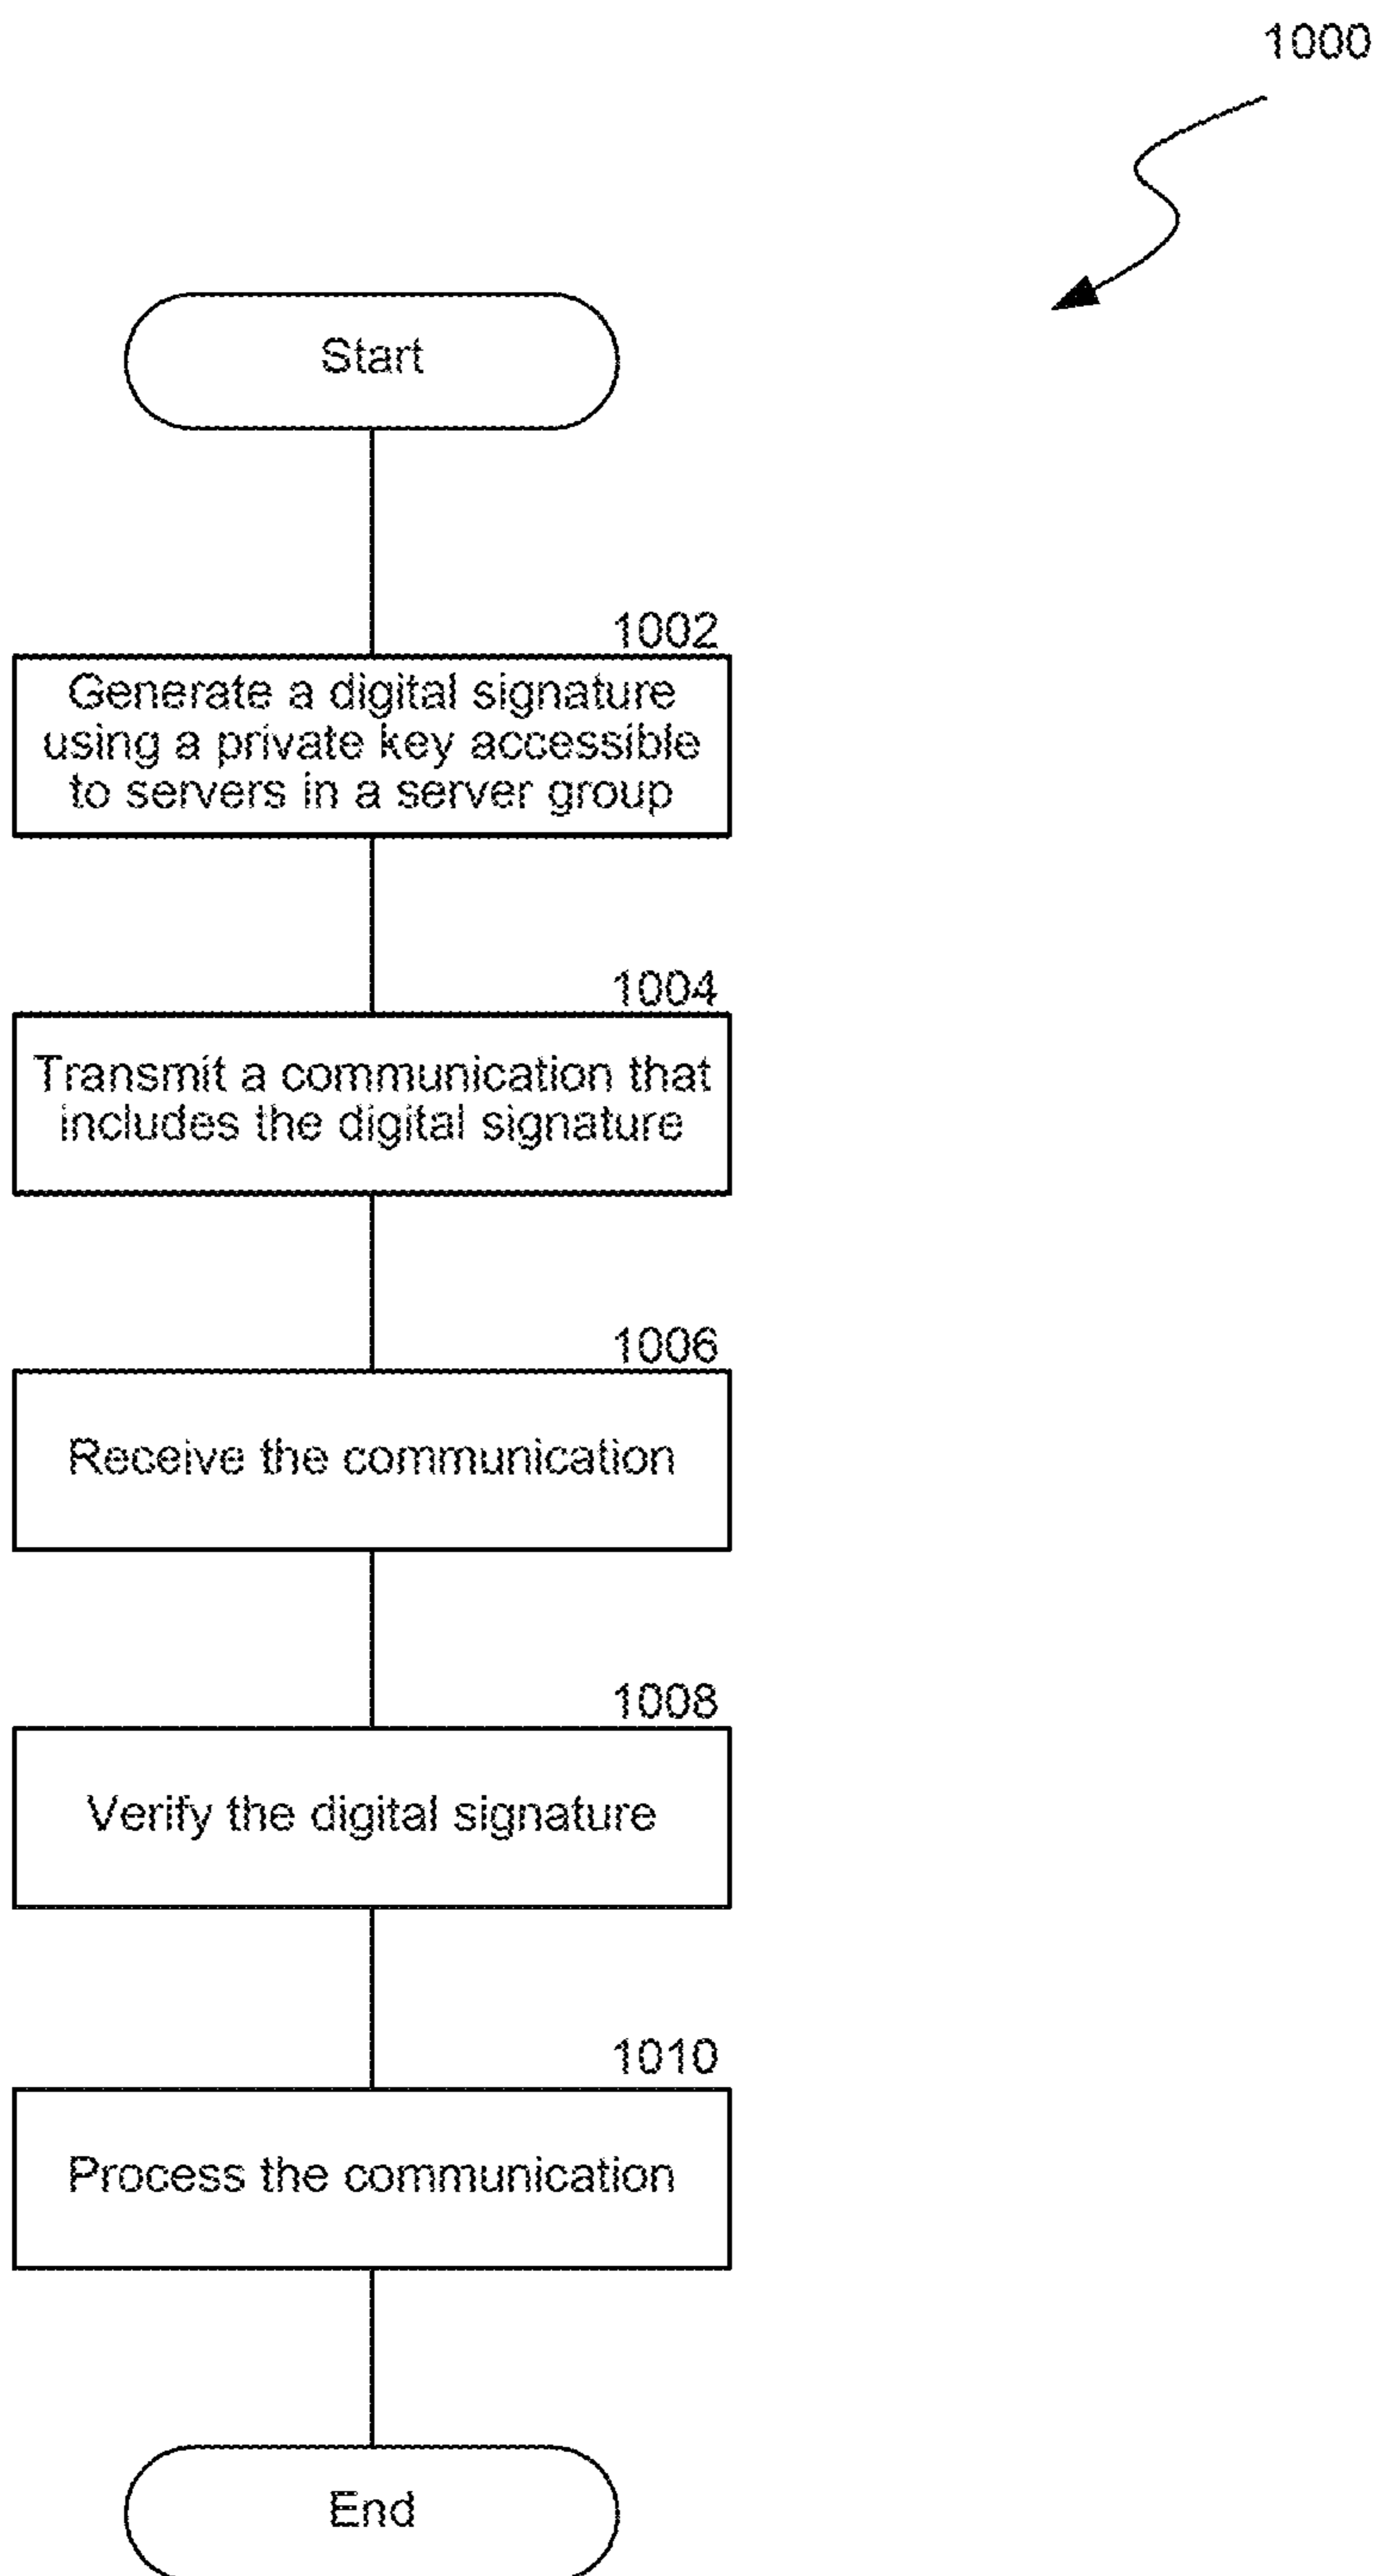 1000
Start
1002
Generate a digital signature
using a private key accessible
to servers in a server group
1004
Transmit a communication that
includes the digital signature
1006
Receive the communication
1008
Verify the digital signature
1010
Process the communication
End